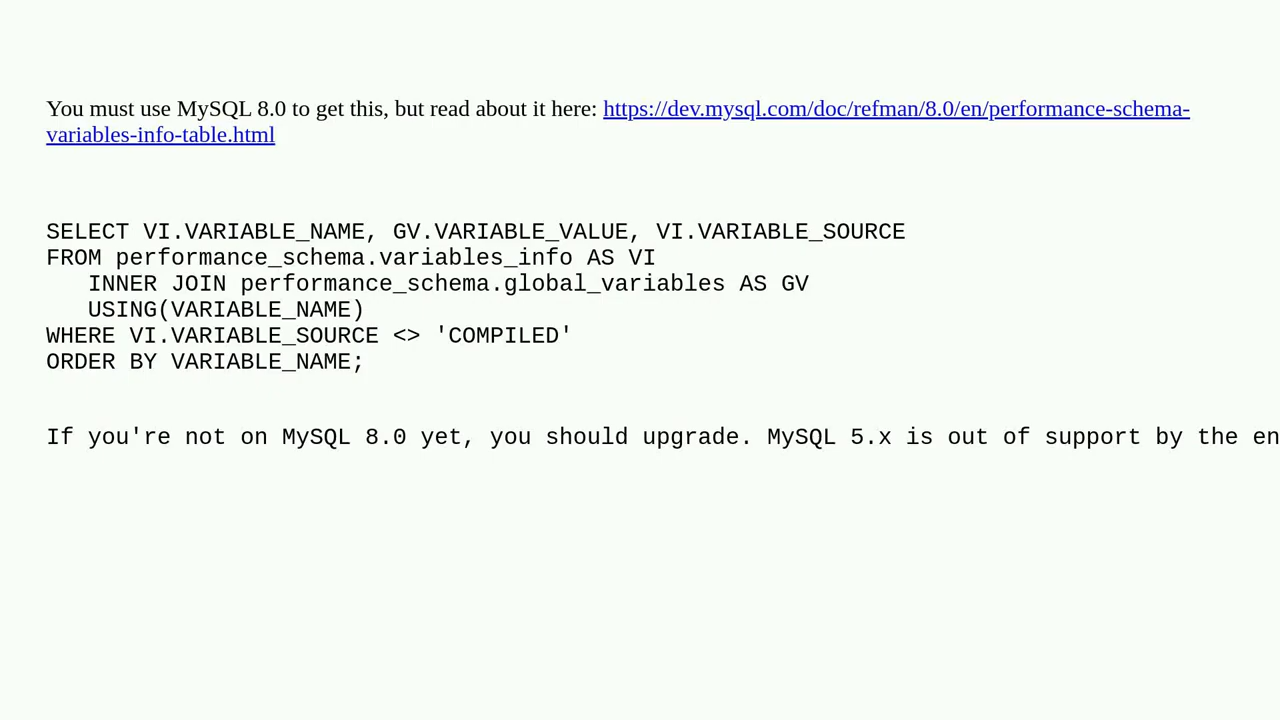 You must use MySQL 8.0 to get this, but read about it here: https://dev.mysql.com/doc/refman/8.0/en/performance-schema-
variables-info-table.html
SELECT VI.VARIABLE_NAME, GV.VARIABLE_VALUE, VI.VARIABLE_SOURCE
FROM performance_schema.variables_info AS VI
   INNER JOIN performance_schema.global_variables AS GV
   USING(VARIABLE_NAME)
WHERE VI.VARIABLE_SOURCE <> 'COMPILED'
ORDER BY VARIABLE_NAME;
If you're not on MySQL 8.0 yet, you should upgrade. MySQL 5.x is out of support by the en